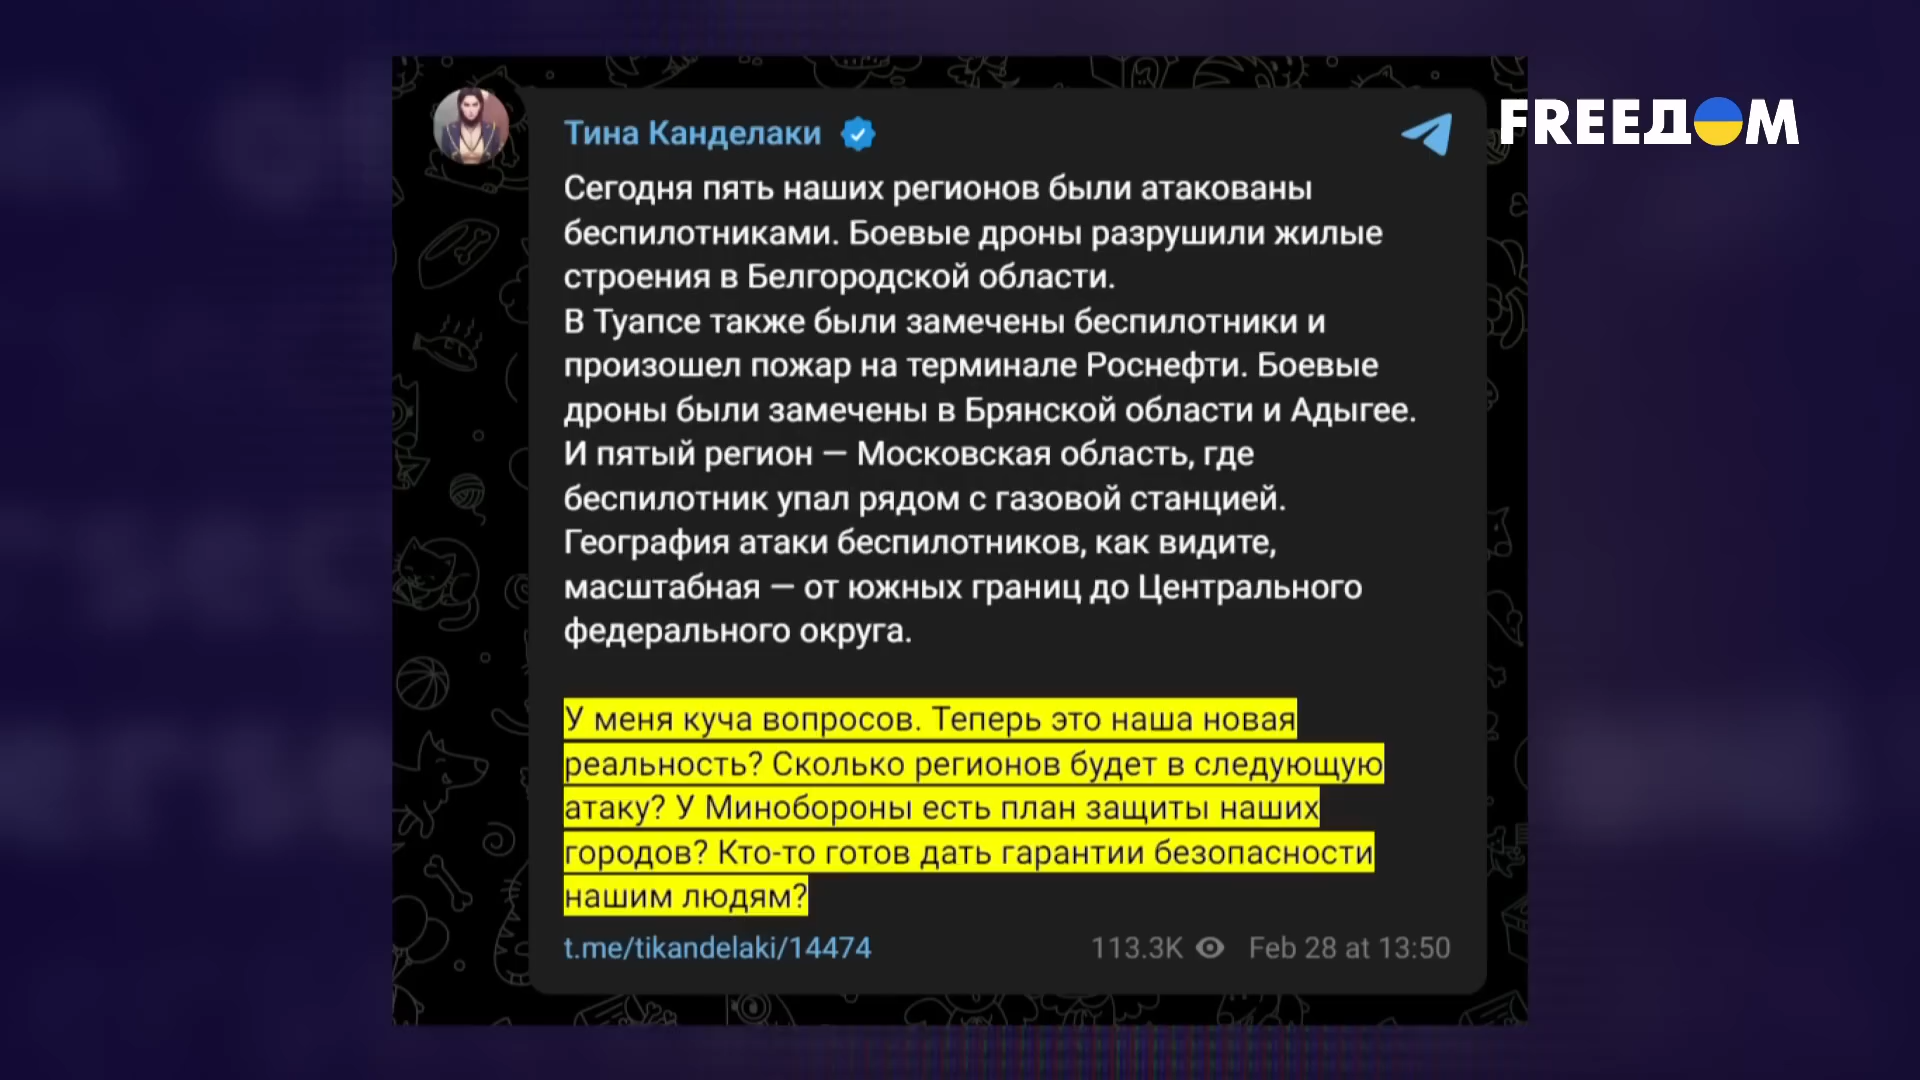 Тина Канделаки
FREEДОМ
Сегодня пять наших регионов были атакованы
беспилотниками. Боевые дроны разрушили жилые
строения в Белгородской области.
В Туапсе также были замечены беспилотники и
произошел пожар на терминале Роснефти. Боевые
дроны были замечены в Брянской области и Адыгее.
И пятый регион — Московская область, где
беспилотник упал рядом с газовой станцией.
География атаки беспилотников, как видите,
масштабная — от южных границ до Центрального
федерального округа.
У меня куча вопросов. Теперь это наша новая
реальность? Сколько регионов будет в следующую
атаку? У Минобороны есть план защиты наших
городов? Кто-то готов дать гарантии безопасности
нашим людям?
t.me/tikandelaki/14474 113.3K Feb 28 at 13:50